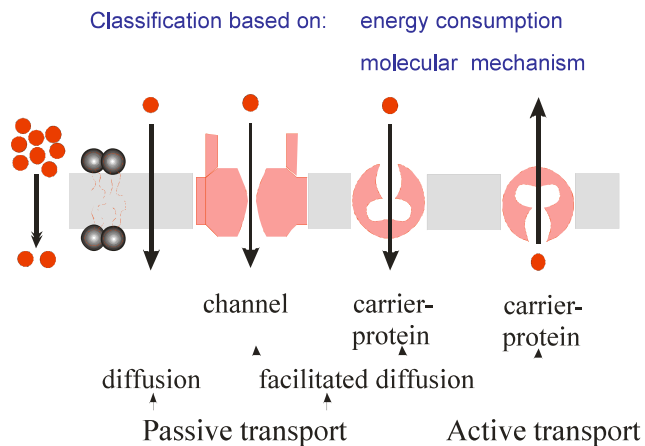 Classification based on: energy consumption
molecular mechanism
channel carrier- carrier-
protein protein
diffusion facilitated diffusion
Passive transport Active transport